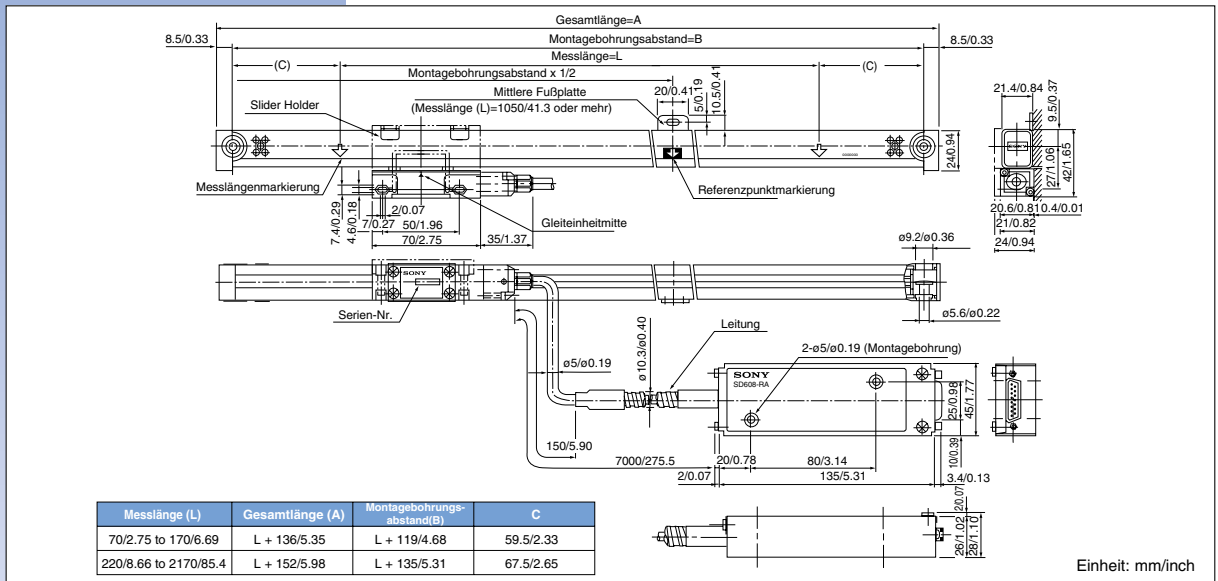 Gesamtlänge=A
8.5/0.33
Montagebohrungsabstand=B
8.5/0.33
(C)
Messlänge=L
(C)
Montagebohrungsabstand x 1/2
Mittlere Fußplatte
(Messlänge (L)=1050/41.3 oder mehr)
20/0.41
5/0.19
10.5/0.41
Slider Holder
21.4/0.84
9.5/0.37
24/0.94
27/1.06
42/1.65
Messlängenmarkierung
Referenzpunktmarkierung
Gleiteinheitmitte
7.4/0.29
4.6/0.18
2/0.07
7/0.27
50/1.96
70/2.75
35/1.37
20.6/0.81
0.4/0.01
21/0.82
24/0.94
ø9.2/ø0.36
SONY
Serien-Nr.
ø5.6/ø0.22
ø5/ø0.19
ø10.3/ø0.40
Leitung
2-ø5/ø0.19 (Montagebohrung)
SONY
SD608-RA
25/0.98
45/1.77
10/0.39
150/5.90
7000/275.5
20/0.78
80/3.14
2/0.07
135/5.31
3.4/0.13
2/0.07
26/1.02
28/1.10
Messlänge (L) Gesamtlänge (A) Montagebohrungs-abstand(B) C
70/2.75 to 170/6.69 L + 136/5.35 L + 119/4.68 59.5/2.33
220/8.66 to 2170/85.4 L + 152/5.98 L + 135/5.31 67.5/2.65
Einheit: mm/inch